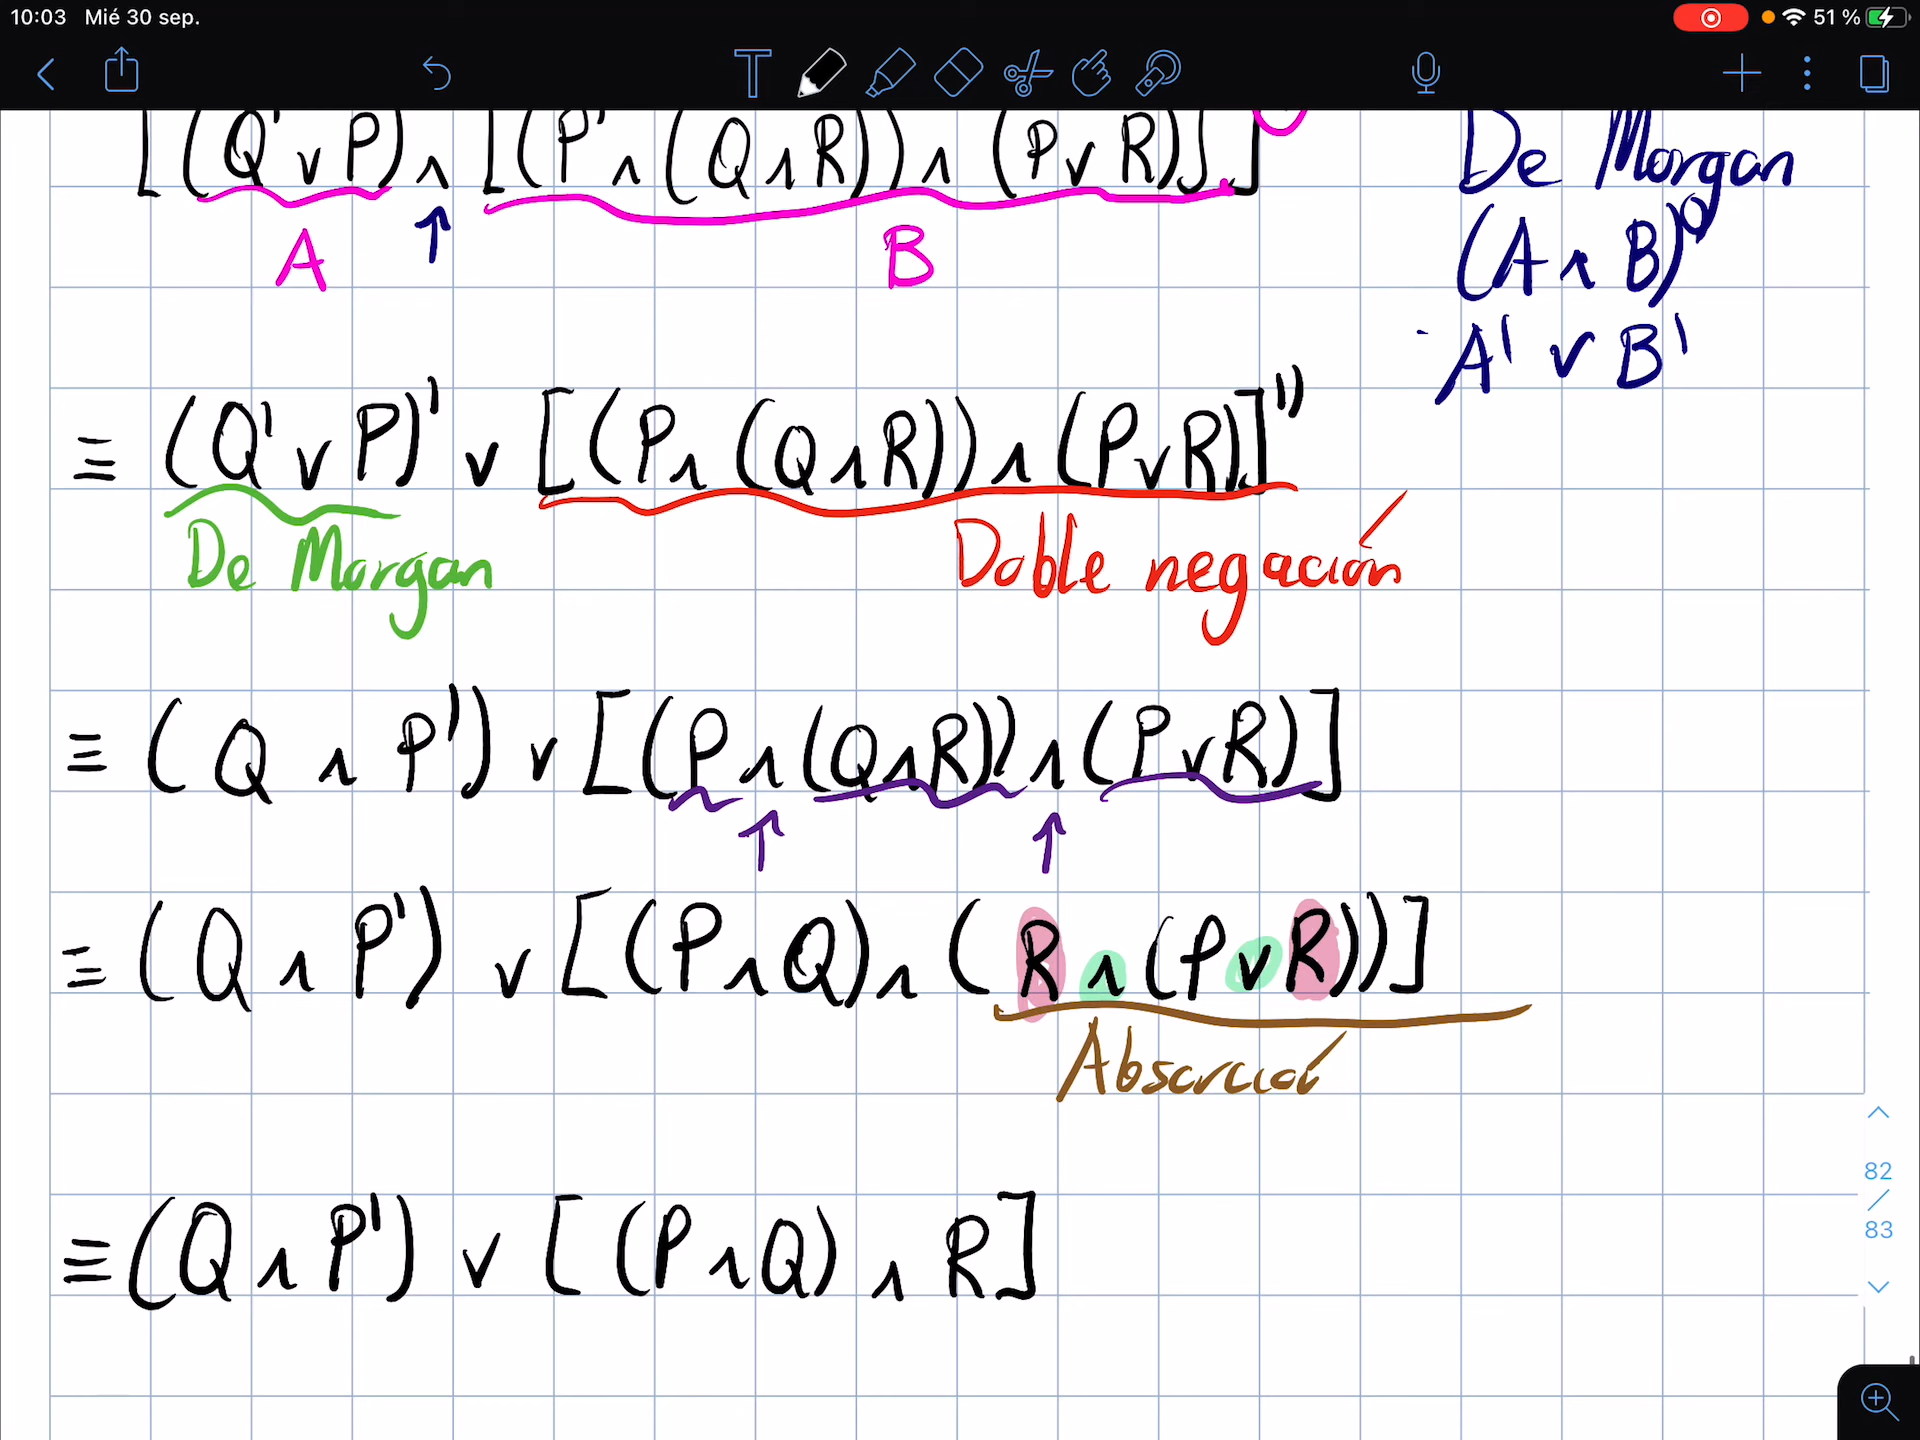 10:03 Mié 30 sep.
51 %
[(Q' ∨ P) ∧ [(P' ∧ (Q ∧ R)) ∧ (P ∨ R)]]
De Morgan
↑
A
B
(A ∧ B)'
A' ∨ B'
≡ (Q' ∨ P)' ∨ [(P ∧ (Q ∧ R)) ∧ (P ∨ R)]''
De Morgan
Doble negación
≡ (Q ∧ P') ∨ [(P ∧ (Q ∧ R)) ∧ (P ∨ R)]
↑ ↑
≡ (Q ∧ P') ∨ [(P ∧ Q) ∧ (R ∧ (P ∨ R))]
Absorción
≡ (Q ∧ P') ∨ [(P ∧ Q) ∧ R]
82
/
83